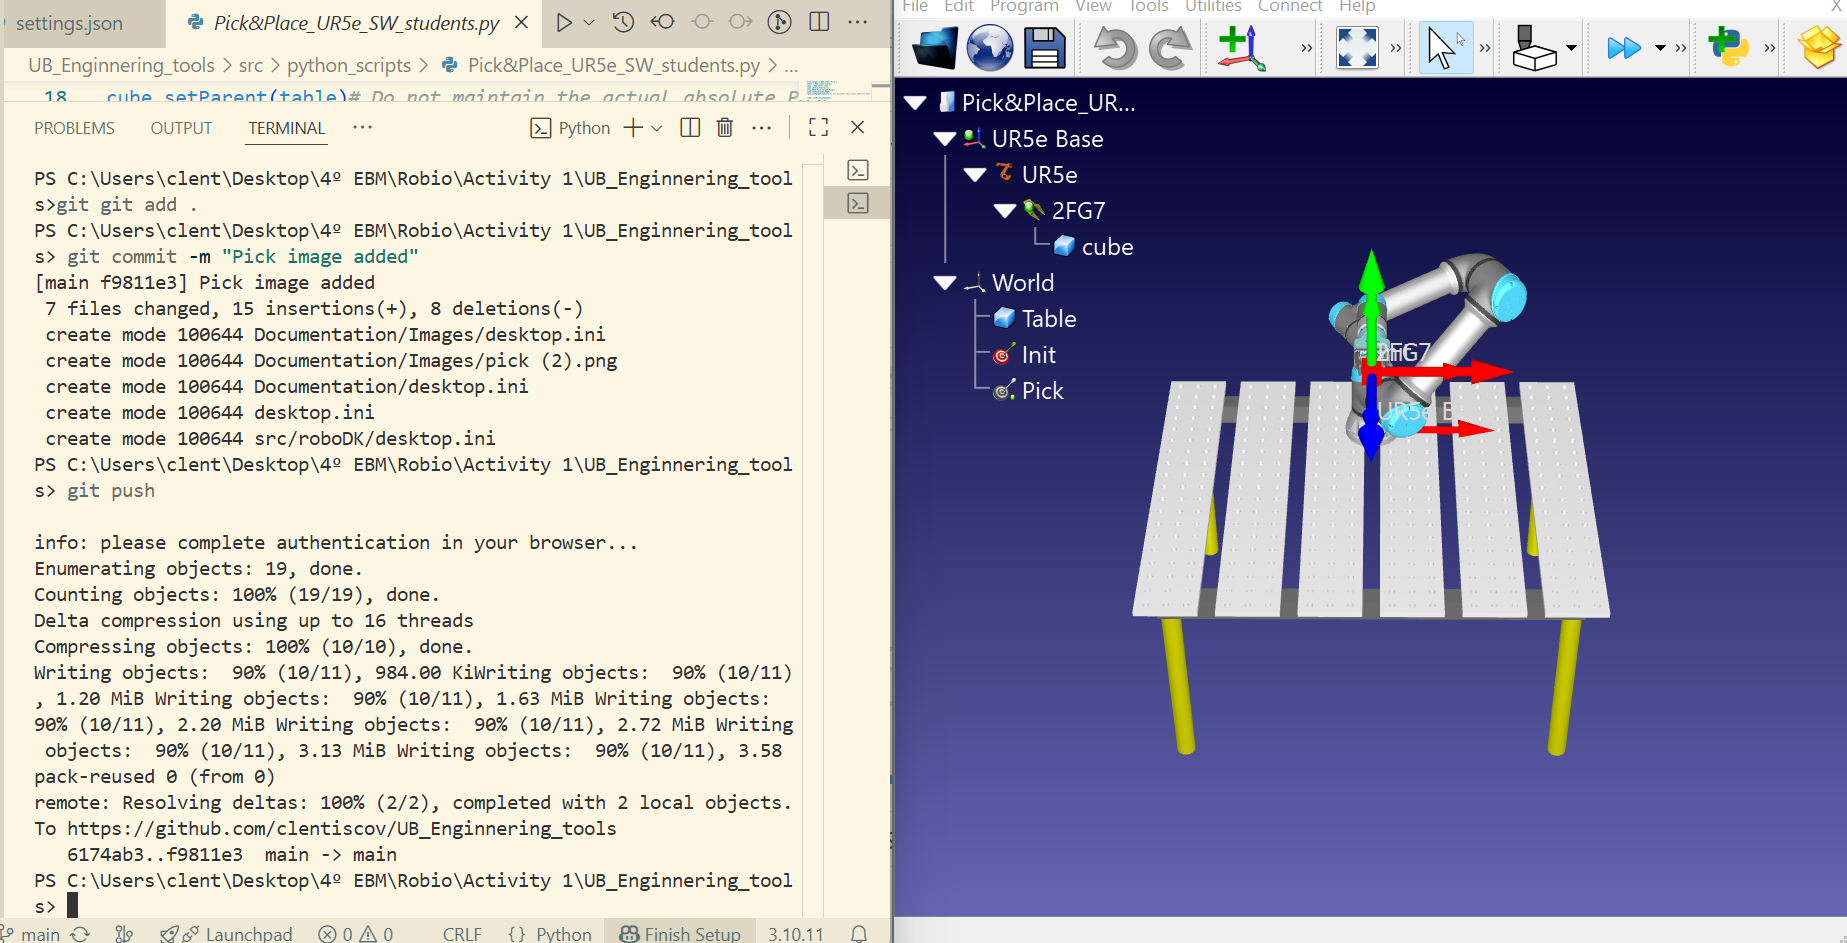 settings.json
Pick&Place_UR5e_SW_students.py
UB_Enginnering_tools > src > python_scripts > Pick&Place_UR5e_SW_students.py > ...
18 cube.setParent(table)# Do not maintain the actual absolute P
PROBLEMS OUTPUT TERMINAL ...
Python
PS C:\Users\clent\Desktop\4º EBM\Robio\Activity 1\UB_Enginnering_tool
s>git git add .
PS C:\Users\clent\Desktop\4º EBM\Robio\Activity 1\UB_Enginnering_tool
s> git commit -m "Pick image added"
[main f9811e3] Pick image added
7 files changed, 15 insertions(+), 8 deletions(-)
create mode 100644 Documentation/Images/desktop.ini
create mode 100644 Documentation/Images/pick (2).png
create mode 100644 Documentation/desktop.ini
create mode 100644 desktop.ini
create mode 100644 src/roboDK/desktop.ini
PS C:\Users\clent\Desktop\4º EBM\Robio\Activity 1\UB_Enginnering_tool
s> git push
info: please complete authentication in your browser...
Enumerating objects: 19, done.
Counting objects: 100% (19/19), done.
Delta compression using up to 16 threads
Compressing objects: 100% (10/10), done.
Writing objects:  90% (10/11), 984.00 KiWriting objects:  90% (10/11)
, 1.20 MiB Writing objects:  90% (10/11), 1.63 MiB Writing objects:
90% (10/11), 2.20 MiB Writing objects:  90% (10/11), 2.72 MiB Writing
objects:  90% (10/11), 3.13 MiB Writing objects:  90% (10/11), 3.58
pack-reused 0 (from 0)
remote: Resolving deltas: 100% (2/2), completed with 2 local objects.
To https://github.com/clentiscov/UB_Enginnering_tools
6174ab3..f9811e3  main -> main
PS C:\Users\clent\Desktop\4º EBM\Robio\Activity 1\UB_Enginnering_tool
s>
main Launchpad 0 0 CRLF {} Python Finish Setup 3.10.11
File Edit Program View Tools Utilities Connect Help
Pick&Place_UR...
UR5e Base
UR5e
2FG7
cube
World
Table
Init
Pick
2FG7
UR5e B